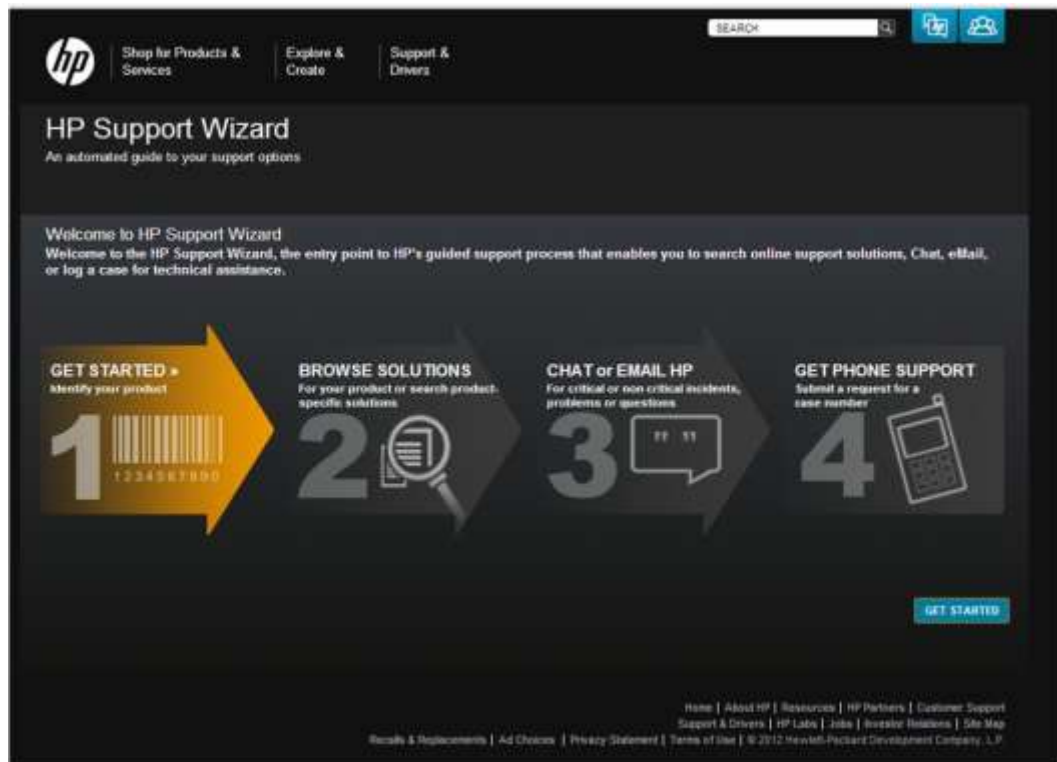 SEARCH
hp
Shop for Products &
Services
Explore &
Create
Support &
Drivers
HP Support Wizard
An automated guide to your support options
Welcome to HP Support Wizard
Welcome to the HP Support Wizard, the entry point to HP's guided support process that enables you to search online support solutions, Chat, eMail,
or log a case for technical assistance.
GET STARTED »
Identify your product
1
1234567890
BROWSE SOLUTIONS
For your product or search product-
specific solutions
2
CHAT or EMAIL HP
For critical or non critical incidents,
problems or questions
3
GET PHONE SUPPORT
Submit a request for a
case number
4
GET STARTED
Home | About HP | Resources | HP Partners | Customer Support
Support & Drivers | HP Labs | Jobs | Investor Relations | Site Map
Recalls & Replacements | Ad Choices | Privacy Statement | Terms of Use | © 2012 Hewlett-Packard Development Company, L.P.